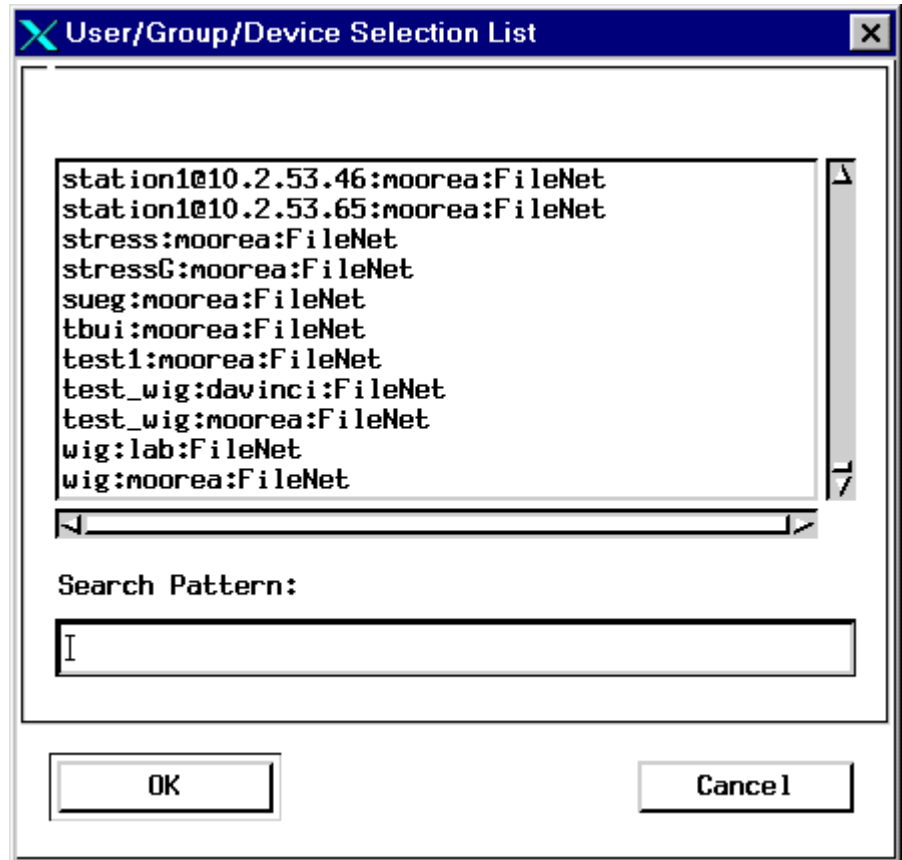 User/Group/Device Selection List
station1@10.2.53.46:moorea:FileNet
station1@10.2.53.65:moorea:FileNet
stress:moorea:FileNet
stressG:moorea:FileNet
sueg:moorea:FileNet
tbui:moorea:FileNet
test1:moorea:FileNet
test_wig:davinci:FileNet
test_wig:moorea:FileNet
wig:lab:FileNet
wig:moorea:FileNet
Search Pattern:
OK Cancel